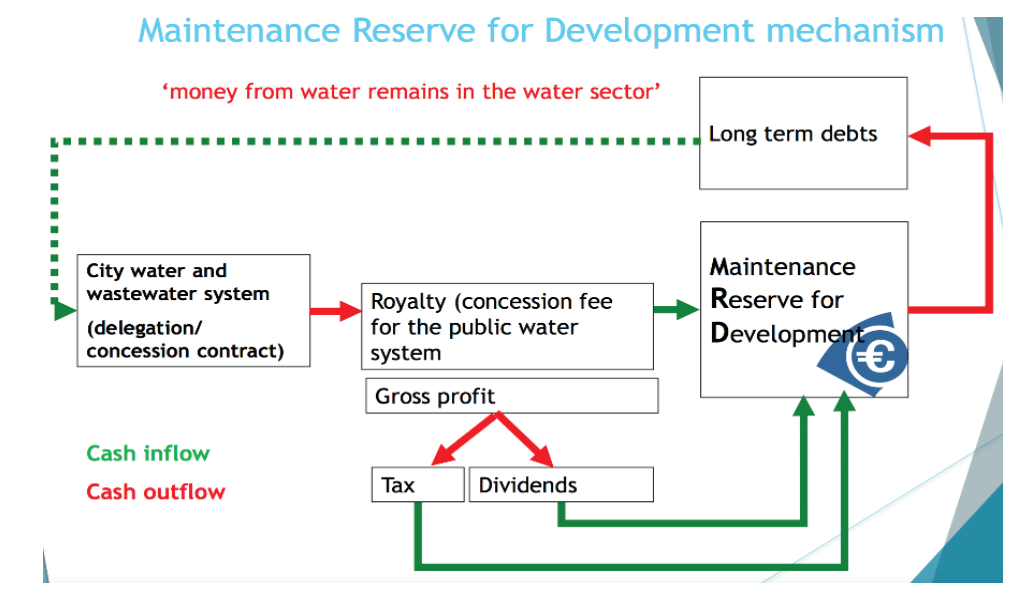 Maintenance Reserve for Development mechanism
‘money from water remains in the water sector’
Long term debts
City water and
wastewater system
(delegation/
concession contract)
Royalty (concession fee
for the public water
system
Maintenance
Reserve for
Development
€
Gross profit
Cash inflow
Cash outflow
Tax
Dividends